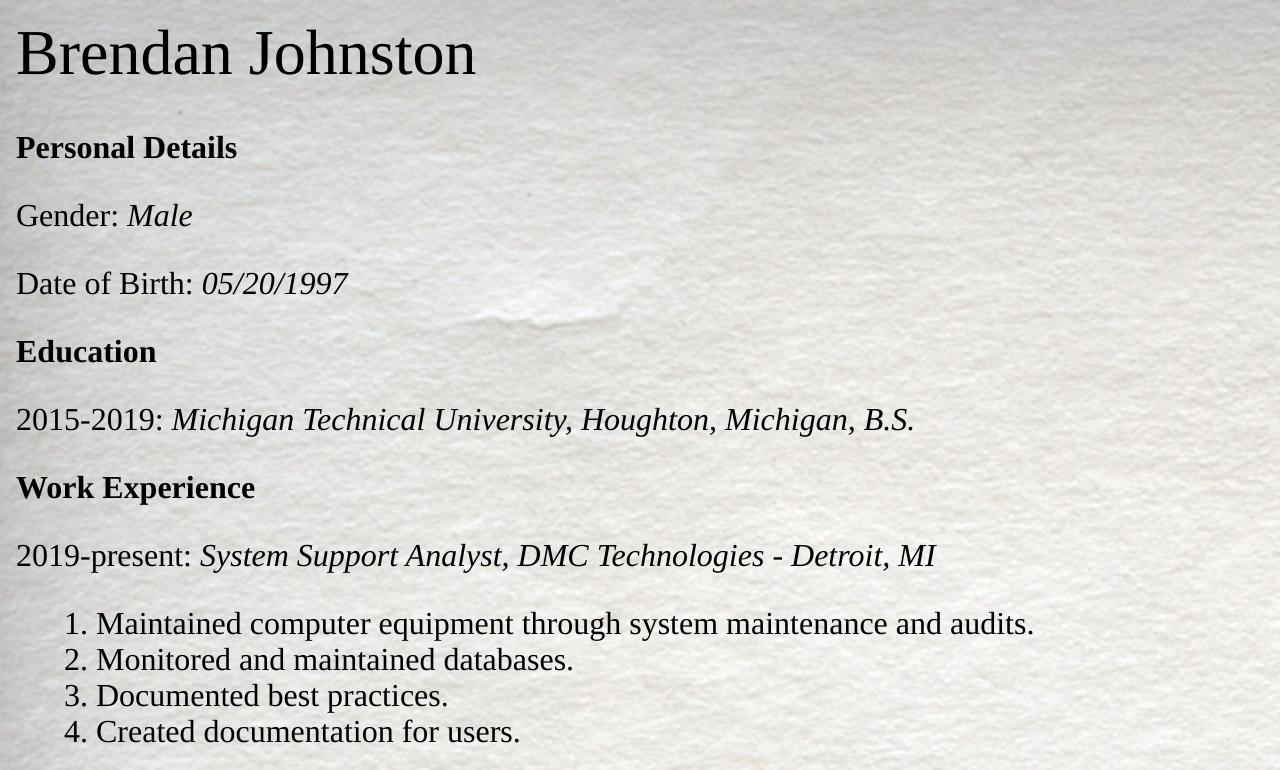 Brendan Johnston
Personal Details
Gender: Male
Date of Birth: 05/20/1997
Education
2015-2019: Michigan Technical University, Houghton, Michigan, B.S.
Work Experience
2019-present: System Support Analyst, DMC Technologies - Detroit, MI
1. Maintained computer equipment through system maintenance and audits.
2. Monitored and maintained databases.
3. Documented best practices.
4. Created documentation for users.